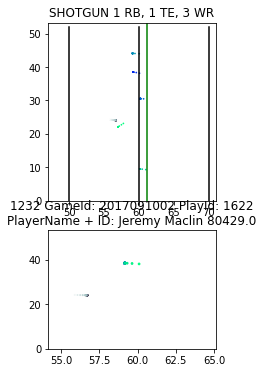 SHOTGUN 1 RB, 1 TE, 3 WR
50
40
30
20
10
0
50 60 70
1232 GameId: 2017091002 PlayId: 1622
PlayerName + ID: Jeremy Maclin 80429.0
40
20
0
55.0 57.5 60.0 62.5 65.0